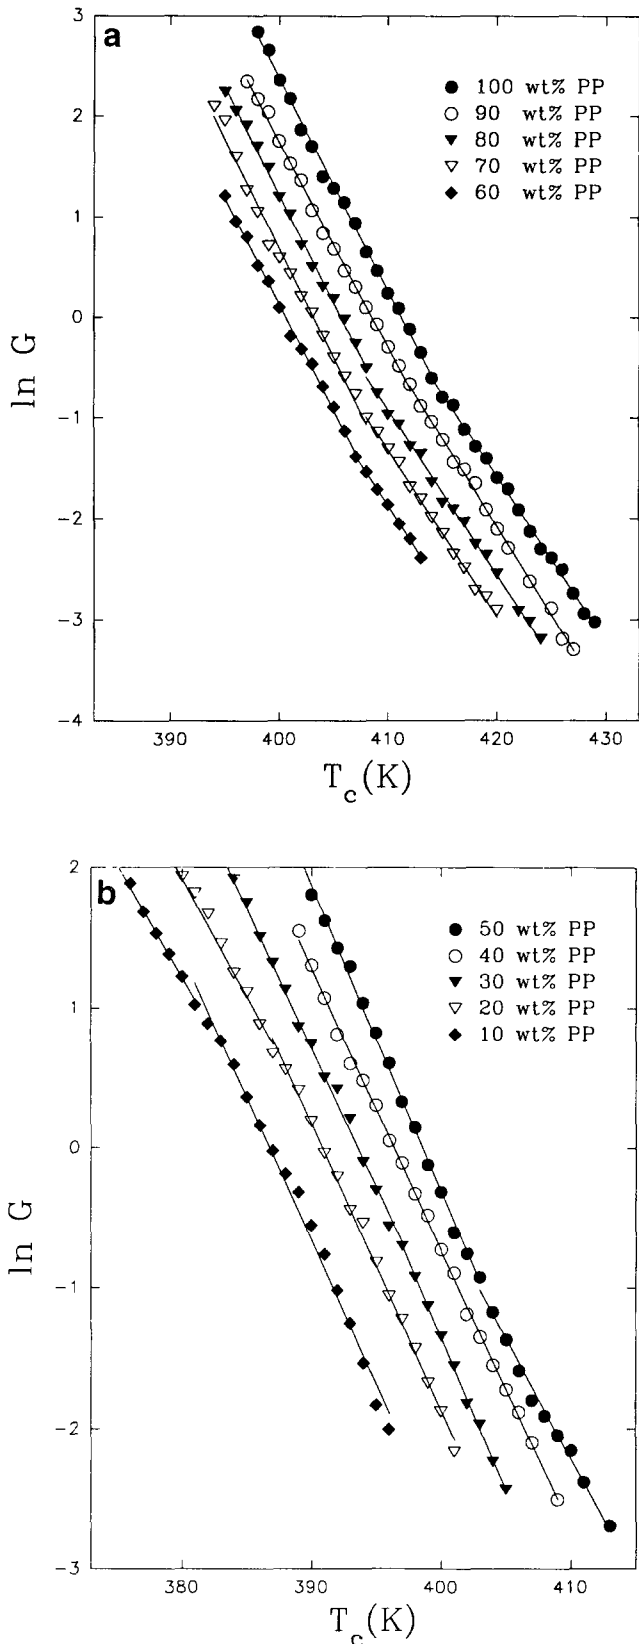 a
3
2
1
0
−1
−2
−3
−4
ln G
● 100 wt% PP
○ 90 wt% PP
▼ 80 wt% PP
▽ 70 wt% PP
◆ 60 wt% PP
390 400 410 420 430
T_c(K)
b
2
1
0
−1
−2
−3
ln G
● 50 wt% PP
○ 40 wt% PP
▼ 30 wt% PP
▽ 20 wt% PP
◆ 10 wt% PP
380 390 400 410
T_c(K)